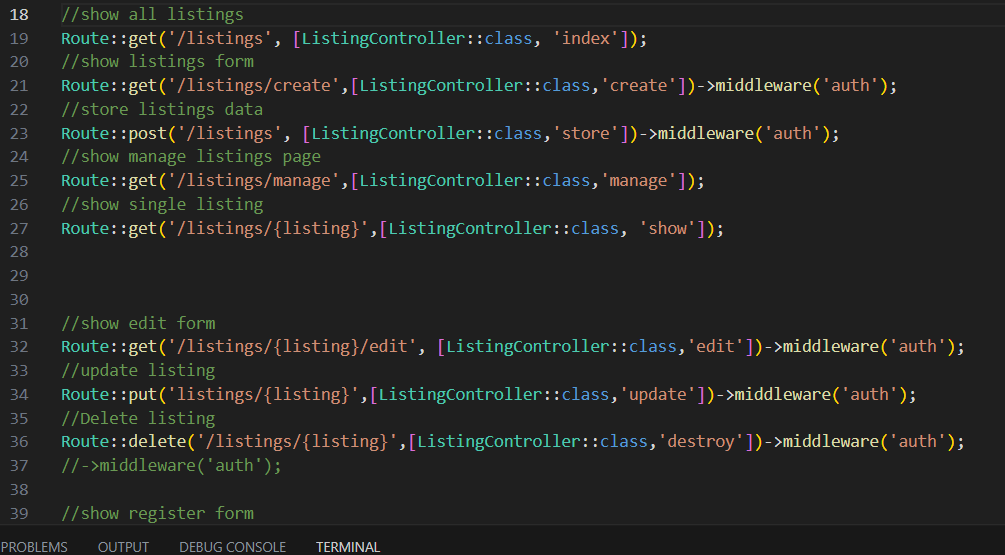 18 //show all listings
19 Route::get('/listings', [ListingController::class, 'index']);
20 //show listings form
21 Route::get('/listings/create',[ListingController::class,'create'])->middleware('auth');
22 //store listings data
23 Route::post('/listings', [ListingController::class,'store'])->middleware('auth');
24 //show manage listings page
25 Route::get('/listings/manage',[ListingController::class,'manage']);
26 //show single listing
27 Route::get('/listings/{listing}',[ListingController::class, 'show']);
28
29
30
31 //show edit form
32 Route::get('/listings/{listing}/edit', [ListingController::class,'edit'])->middleware('auth');
33 //update listing
34 Route::put('listings/{listing}',[ListingController::class,'update'])->middleware('auth');
35 //Delete listing
36 Route::delete('/listings/{listing}',[ListingController::class,'destroy'])->middleware('auth');
37 //->middleware('auth');
38
39 //show register form
PROBLEMS OUTPUT DEBUG CONSOLE TERMINAL